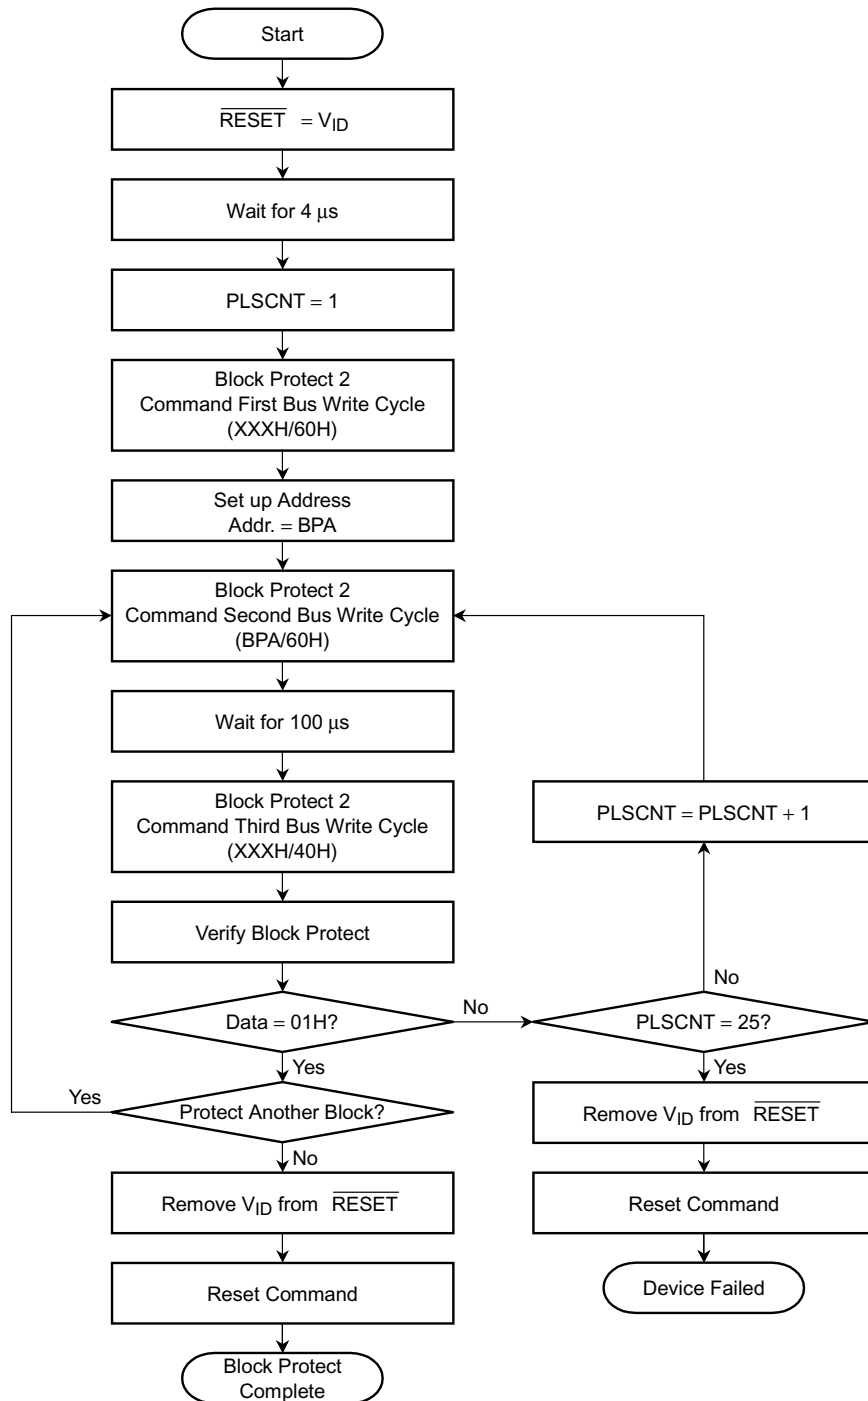 Start
RESET = VID
Wait for 4 μs
PLSCNT = 1
Block Protect 2
Command First Bus Write Cycle
(XXXH/60H)
Set up Address
Addr. = BPA
Block Protect 2
Command Second Bus Write Cycle
(BPA/60H)
Wait for 100 μs
Block Protect 2
Command Third Bus Write Cycle
(XXXH/40H)
PLSCNT = PLSCNT + 1
Verify Block Protect
No
Data = 01H?
No
PLSCNT = 25?
Yes
Yes
Yes
Protect Another Block?
Remove VID from RESET
No
Remove VID from RESET
Reset Command
Reset Command
Device Failed
Block Protect
Complete